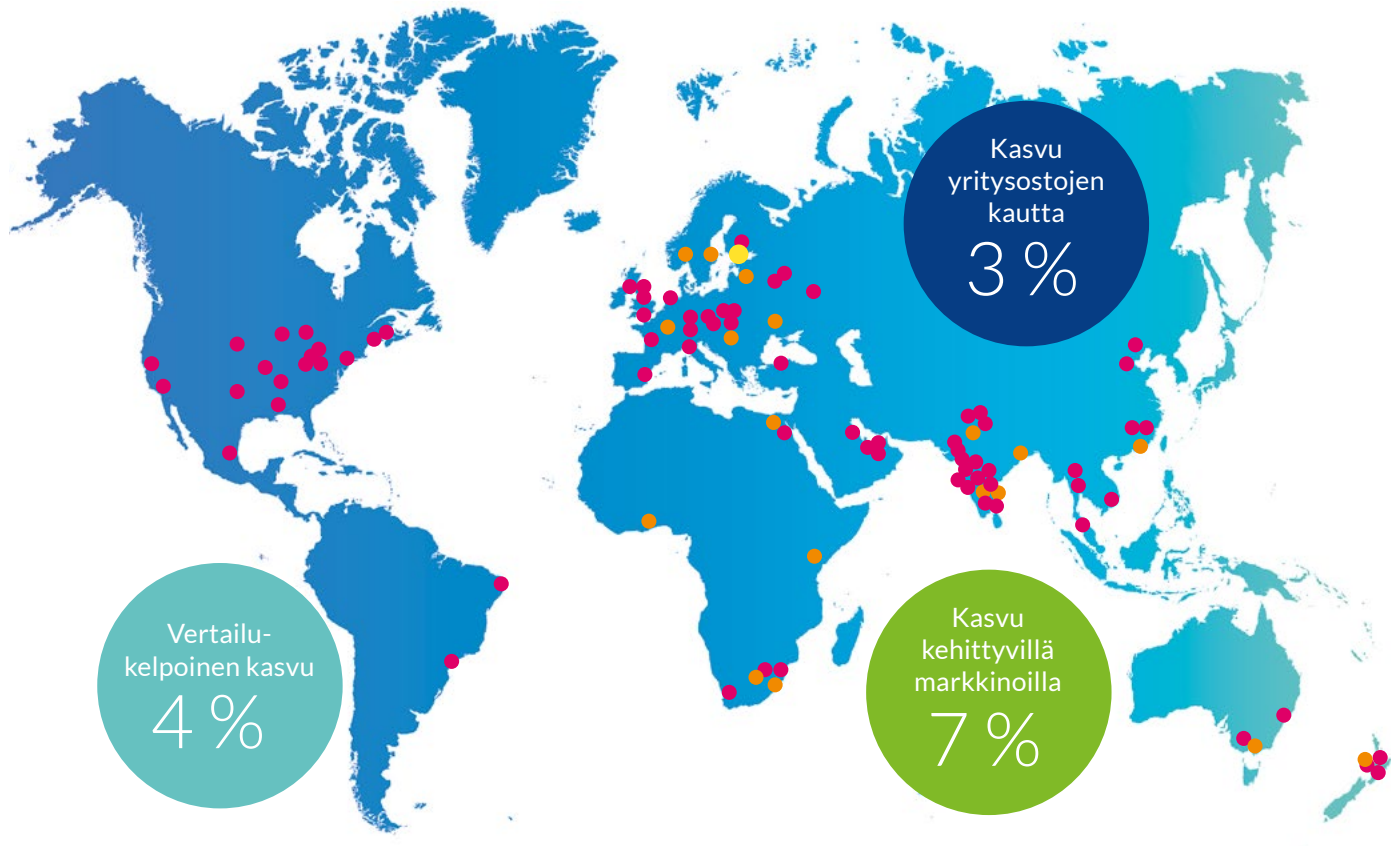 Kasvu
yritysostojen
kautta
3 %
Vertailu-
kelpoinen kasvu
4 %
Kasvu
kehittyvillä
markkinoilla
7 %